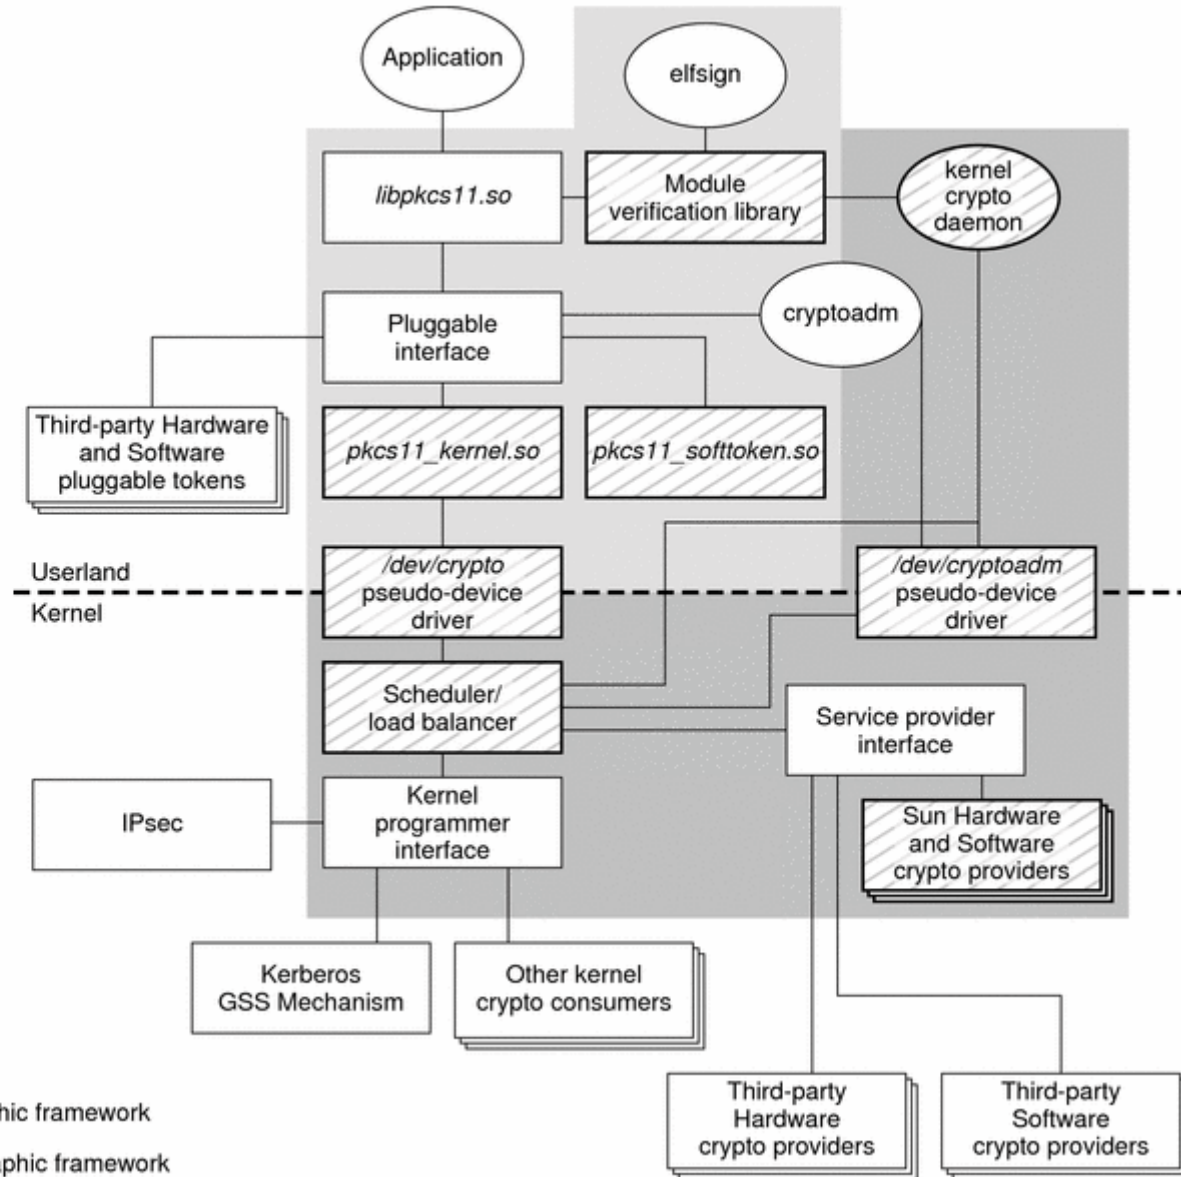 Application
elfsign
libpkcs11.so
Module
verification library
kernel
crypto
daemon
Pluggable
interface
cryptoadm
Third-party Hardware
and Software
pluggable tokens
pkcs11_kernel.so
pkcs11_softtoken.so
Userland
Kernel
/dev/crypto
pseudo-device
driver
/dev/cryptoadm
pseudo-device
driver
Scheduler/
load balancer
Service provider
interface
IPsec
Kernel
programmer
interface
Sun Hardware
and Software
crypto providers
Kerberos
GSS Mechanism
Other kernel
crypto consumers
Third-party
Hardware
crypto providers
Third-party
Software
crypto providers
framework
framework